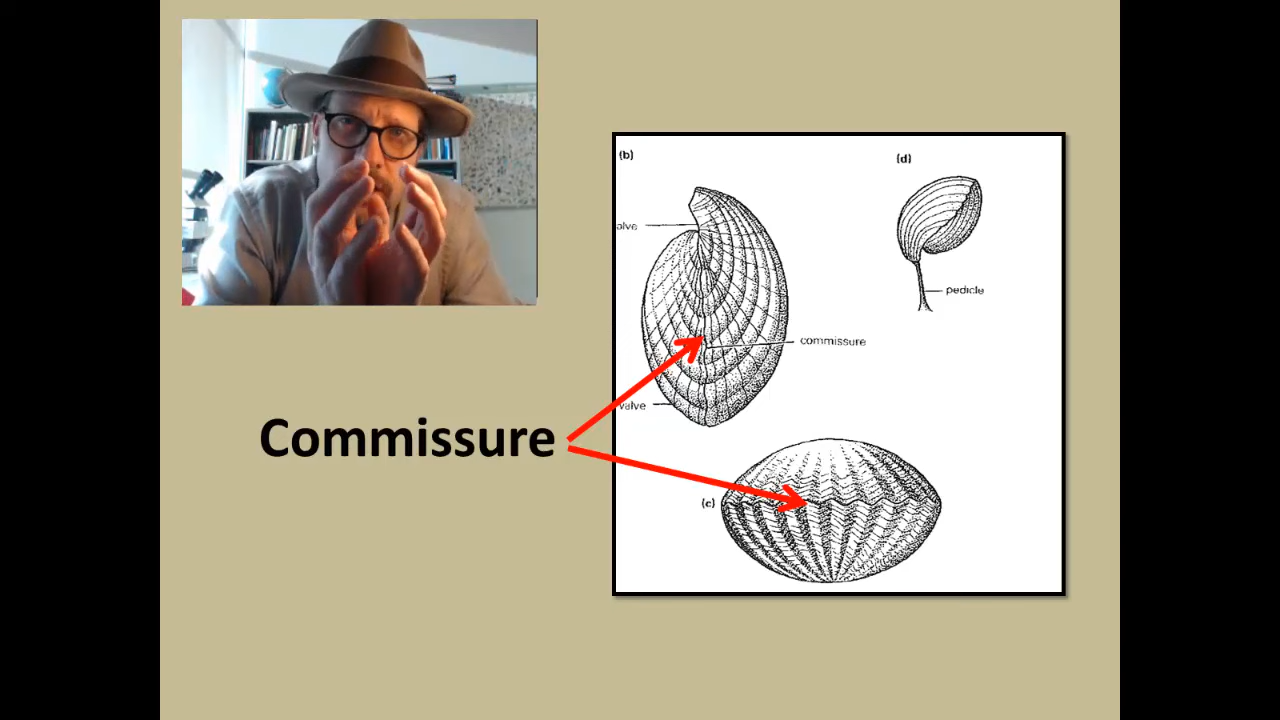 (b)
(d)
alve
pedicle
commissure
valve
Commissure
(c)